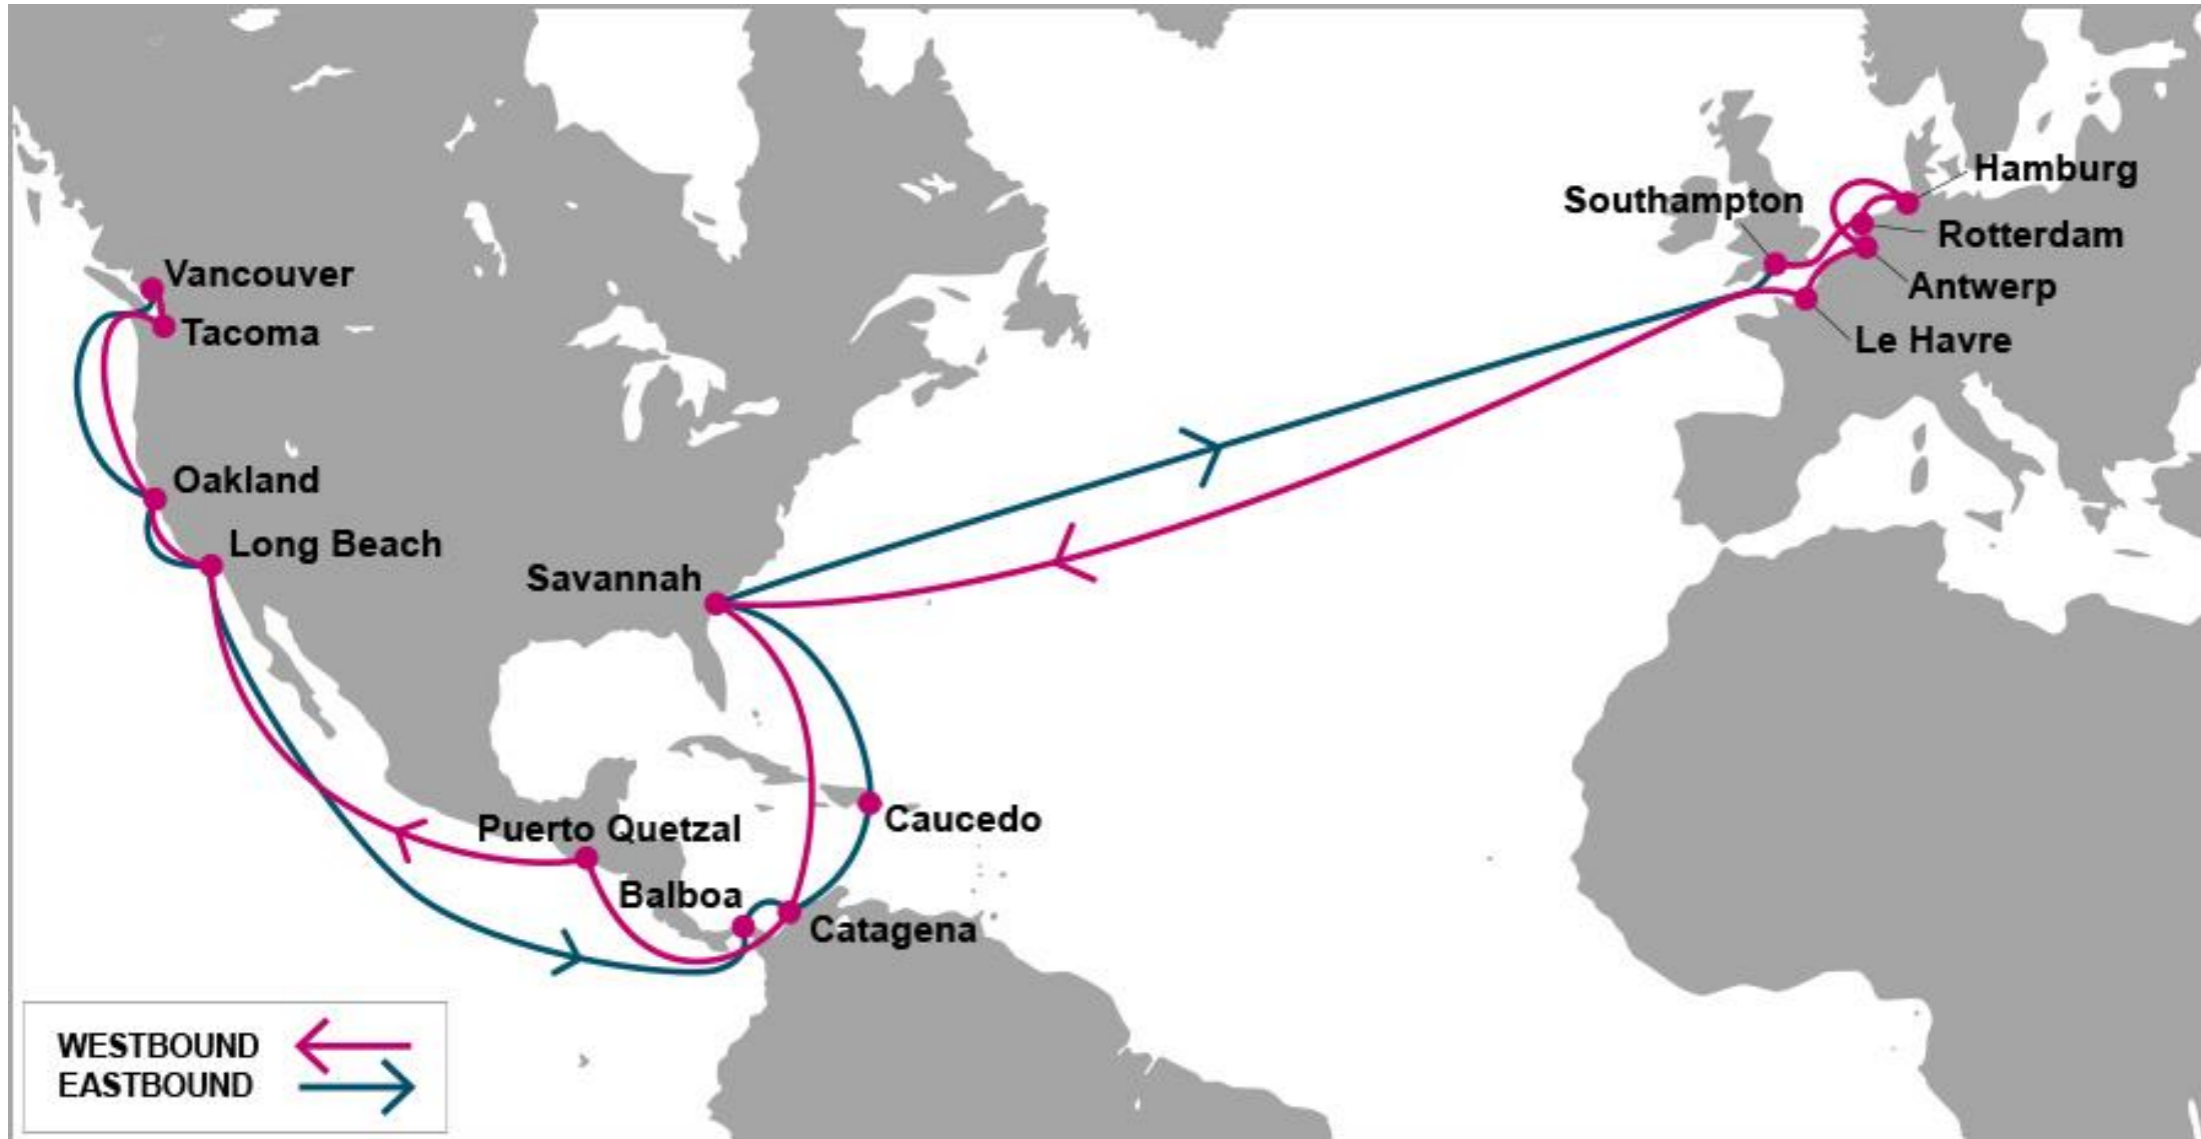 Hamburg
Southampton
Rotterdam
Vancouver
Antwerp
Tacoma
Le Havre
Oakland
Long Beach
Savannah
Caucedo
Puerto Quetzal
Balboa
Catagena
WESTBOUND
EASTBOUND